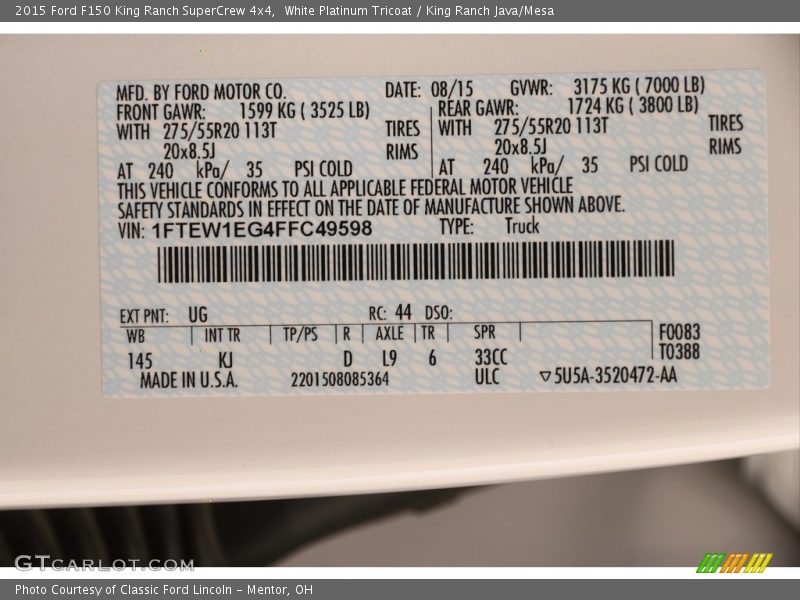 2015 Ford F150 King Ranch SuperCrew 4x4,  White Platinum Tricoat / King Ranch Java/Mesa
MFD. BY FORD MOTOR CO. DATE: 08/15 GVWR: 3175 KG ( 7000 LB)
FRONT GAWR: 1599 KG ( 3525 LB) REAR GAWR: 1724 KG ( 3800 LB)
WITH 275/55R20 113T TIRES WITH 275/55R20 113T TIRES
20x8.5J RIMS 20x8.5J RIMS
AT 240 kPa/ 35 PSI COLD AT 240 kPa/ 35 PSI COLD
THIS VEHICLE CONFORMS TO ALL APPLICABLE FEDERAL MOTOR VEHICLE
SAFETY STANDARDS IN EFFECT ON THE DATE OF MANUFACTURE SHOWN ABOVE.
VIN: 1FTEW1EG4FFC49598 TYPE: Truck
EXT PNT: UG RC: 44 DSO:
WB INT TR TP/PS R AXLE TR SPR F0083
145 KJ D L9 6 33CC T0388
MADE IN U.S.A. 2201508085364 ULC ▽5U5A-3520472-AA
GTCARLOT.COM
Photo Courtesy of Classic Ford Lincoln – Mentor, OH